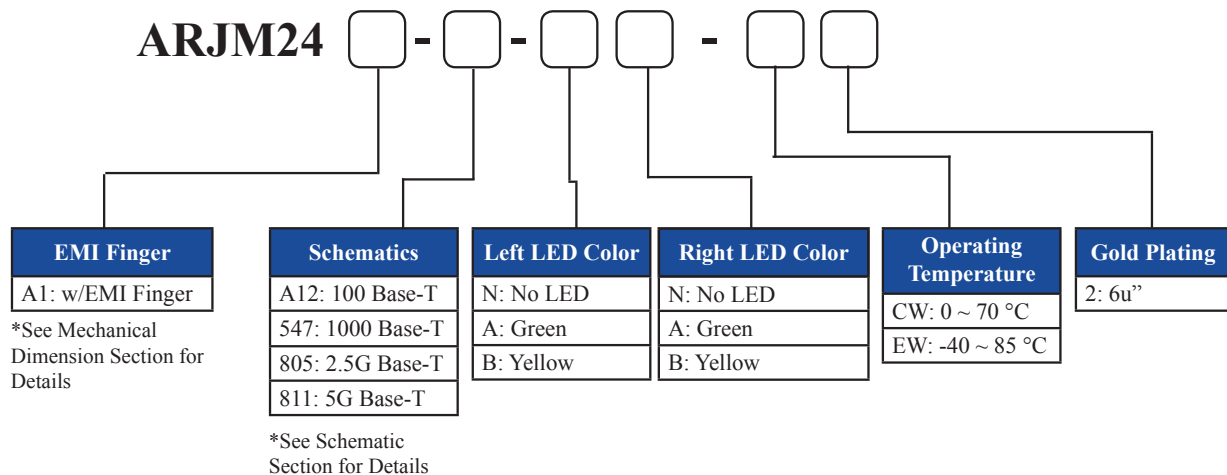 ARJM24 - - -
EMI Finger
A1: w/EMI Finger
*See Mechanical
Dimension Section for
Details
Schematics
A12: 100 Base-T
547: 1000 Base-T
805: 2.5G Base-T
811: 5G Base-T
*See Schematic
Section for Details
Left LED Color
N: No LED
A: Green
B: Yellow
Right LED Color
N: No LED
A: Green
B: Yellow
Operating
Temperature
CW: 0 ~ 70 °C
EW: -40 ~ 85 °C
Gold Plating
2: 6u”